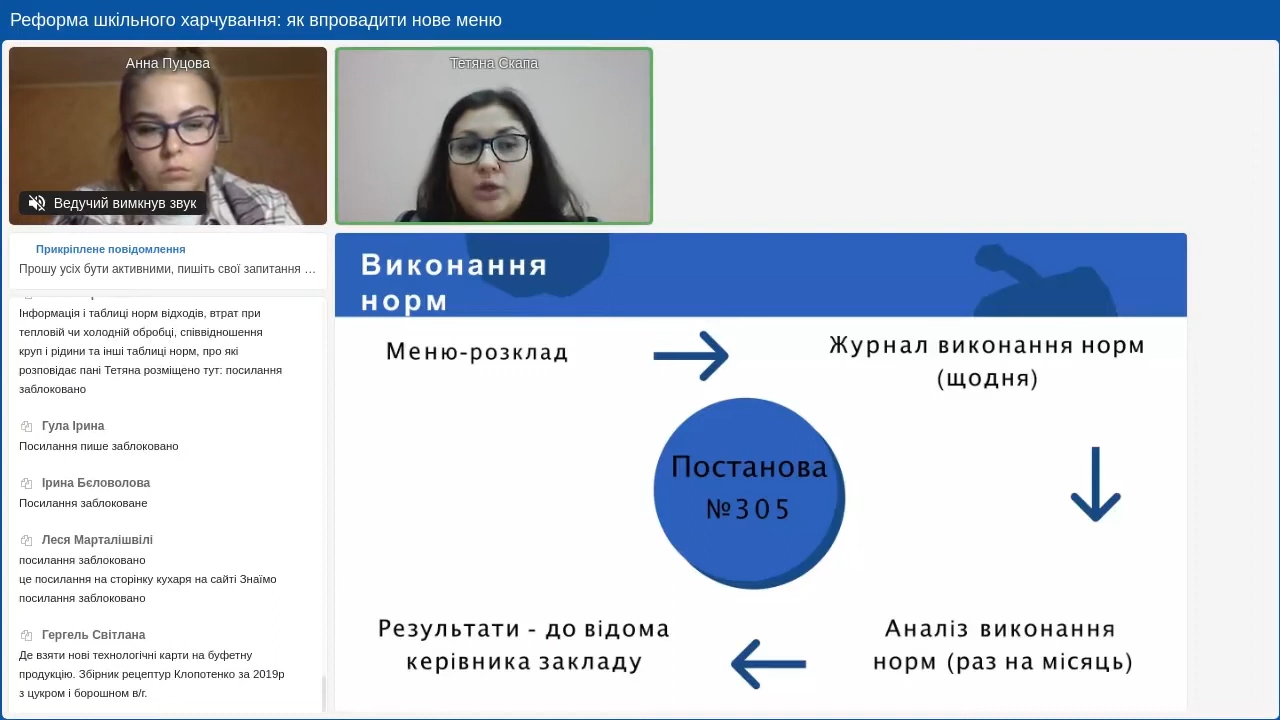 Реформа шкільного харчування: як впровадити нове меню
Анна Пуцова
Тетяна Скапа
Ведучий вимкнув звук
Прикріплене повідомлення
Прошу усіх бути активними, пишіть свої запитання …
Інформація і таблиці норм відходів, втрат при
тепловій чи холодній обробці, співвідношення
круп і рідини та інші таблиці норм, про які
розповідає пані Тетяна розміщено тут: посилання
заблоковано
Гула Ірина
Посилання пише заблоковано
Ірина Бєловолова
Посилання заблоковане
Леся Марталішвілі
посилання заблоковано
це посилання на сторінку кухаря на сайті Знаїмо
посилання заблоковано
Гергель Світлана
Де взяти нові технологічні карти на буфетну
продукцію. Збірник рецептур Клопотенко за 2019р
з цукром і борошном в/г.
Виконання
норм
Меню-розклад
Журнал виконання норм
(щодня)
Постанова
№305
Результати - до відома
керівника закладу
Аналіз виконання
норм (раз на місяць)